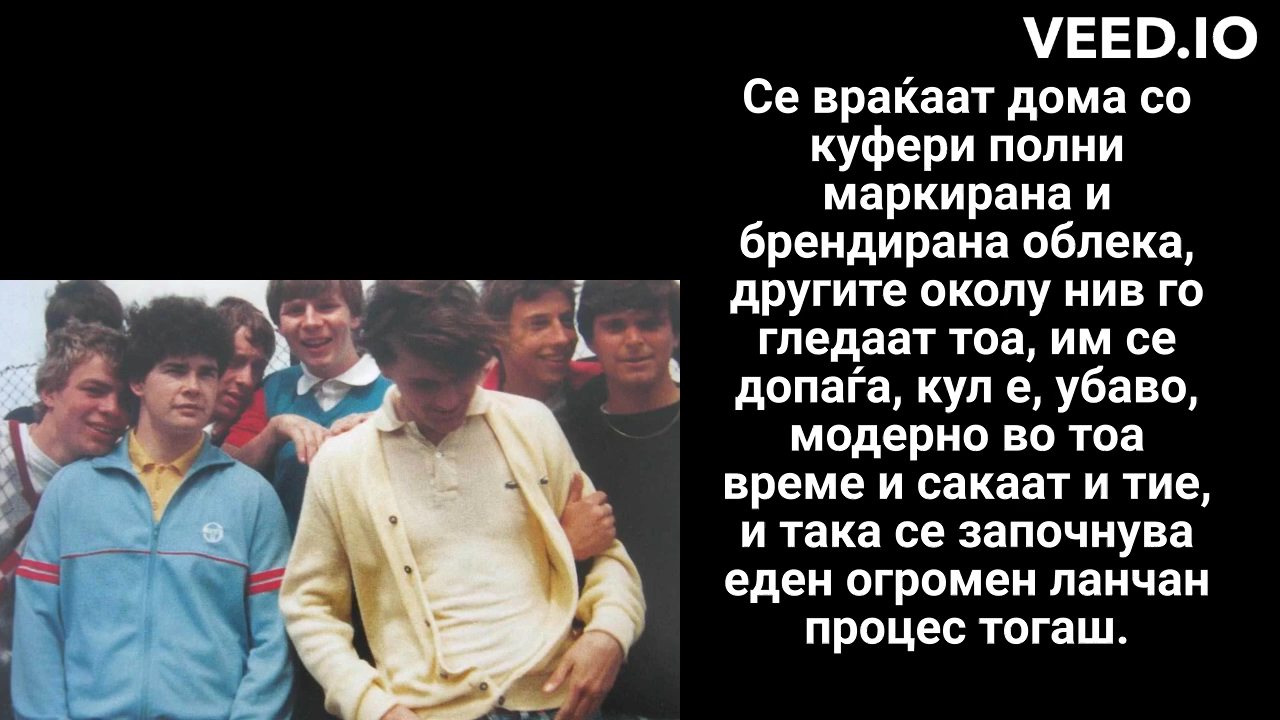 VEED.IO
Се враќаат дома со
куфери полни
маркирана и
брендирана облека,
другите околу нив го
гледаат тоа, им се
допаѓа, кул е, убаво,
модерно во тоа
време и сакаат и тие,
и така се започнува
еден огромен ланчан
процес тогаш.